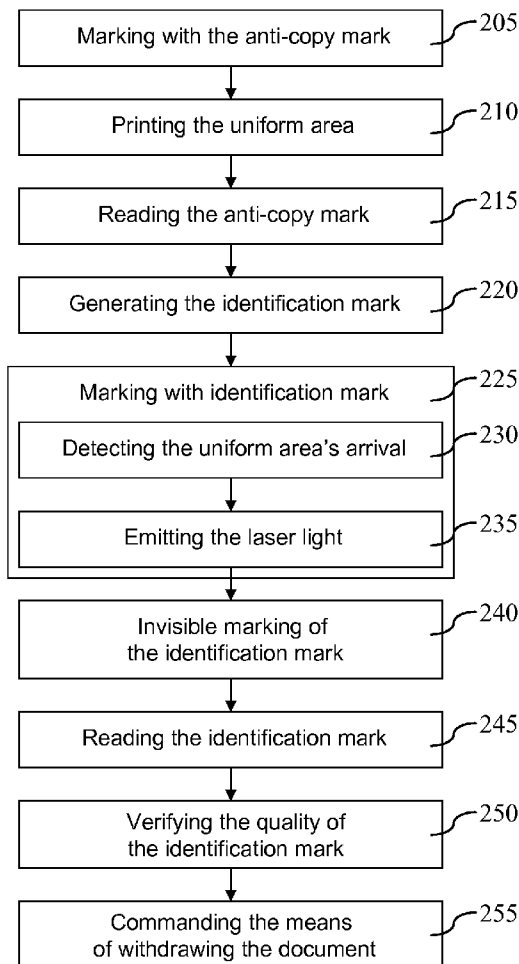 Marking with the anti-copy mark 205
Printing the uniform area 210
Reading the anti-copy mark 215
Generating the identification mark 220
Marking with identification mark 225
Detecting the uniform area's arrival 230
Emitting the laser light 235
Invisible marking of 240
the identification mark
Reading the identification mark 245
Verifying the quality of 250
the identification mark
Commanding the means 255
of withdrawing the document